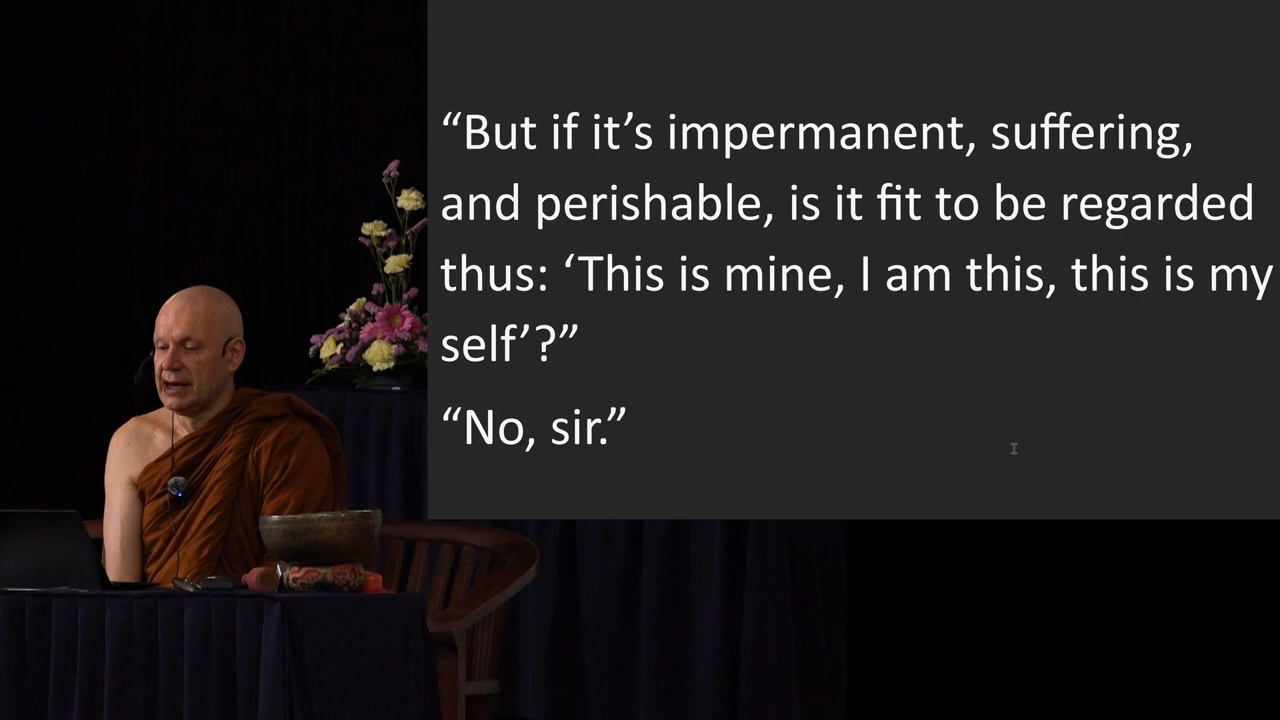 “But if it’s impermanent, suffering,
and perishable, is it fit to be regarded
thus: ‘This is mine, I am this, this is my
self’?”
“No, sir.”